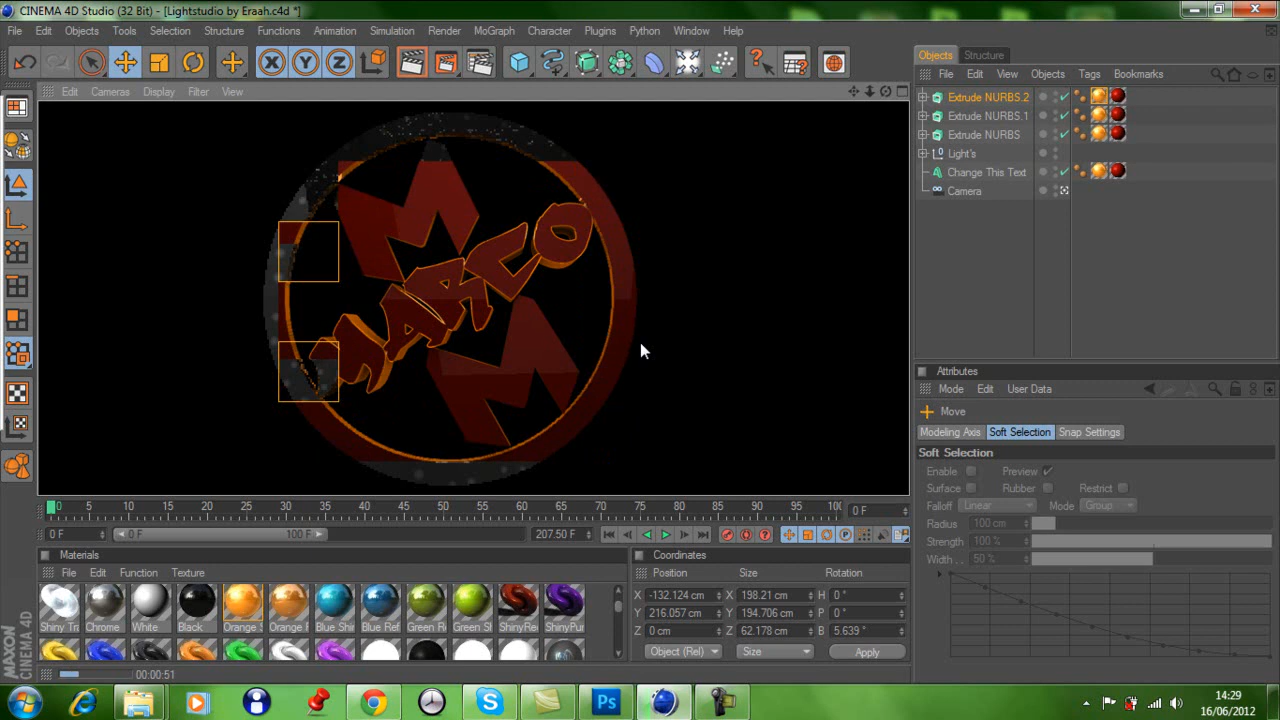 CINEMA 4D Studio (32 Bit) - [Lightstudio by Eraah.c4d *]
File Edit Objects Tools Selection Structure Functions Animation Simulation Render MoGraph Character Plugins Python Window Help
X Y Z
Edit Cameras Display Filter View
MARCO
Objects Structure
File Edit View Objects Tags Bookmarks
Extrude NURBS.2
Extrude NURBS.1
Extrude NURBS
Light's
Change This Text
Camera
Attributes
Mode Edit User Data
Move
Modeling Axis Soft Selection Snap Settings
Soft Selection
Enable Preview
Surface Rubber Restrict
Falloff Linear Mode Group
Radius 100 cm
Strength 100 %
Width . . 50 %
0 5 10 15 20 25 30 35 40 45 50 55 60 65 70 75 80 85 90 95 10( 0 F
0 F 0 F 100 F 207.50 F
Materials
File Edit Function Texture
Shiny Tra Chrome White Black Orange S Orange R Blue Shin Blue Ref Green Re Green Sh ShinyRec ShinyPur
Coordinates
Position Size Rotation
X -132.124 cm X 198.21 cm H 0 °
Y 216.057 cm Y 194.706 cm P 0 °
Z 0 cm Z 62.178 cm B 5.639 °
Object (Rel) Size Apply
MAXON
CINEMA 4D
00:00:51
Ps
14:29
16/06/2012